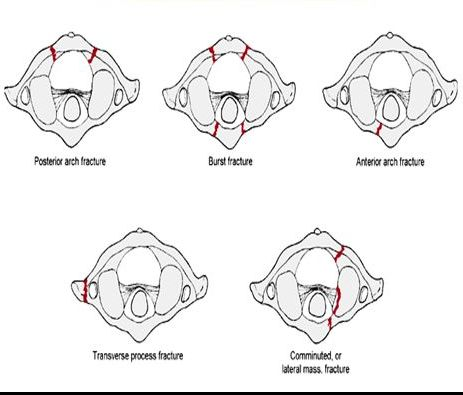 Posterior arch fracture
Burst fracture
Anterior arch fracture
Transverse process fracture
Comminuted, or
lateral mass, fracture